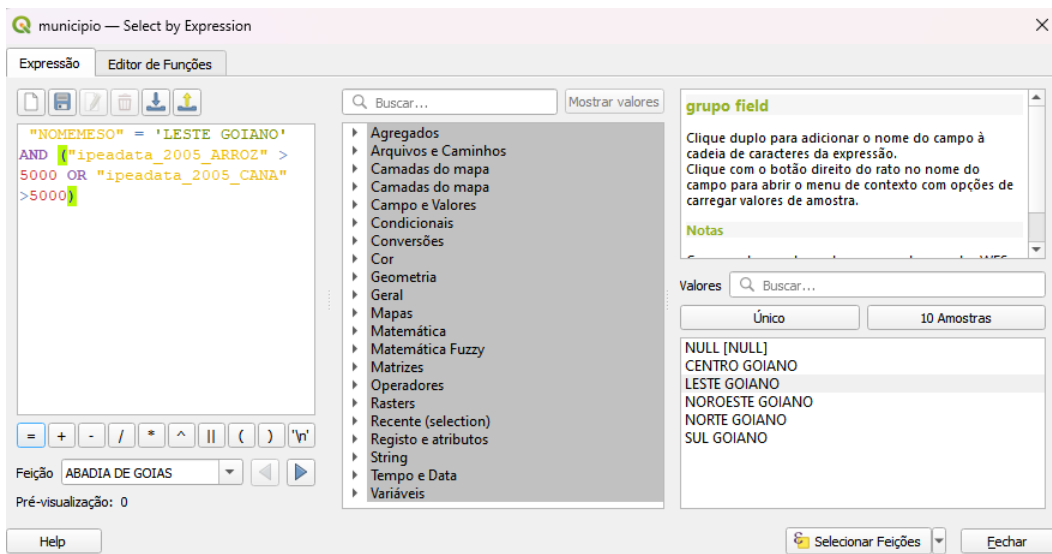 municipio — Select by Expression
Expressão
Editor de Funções
"NOMEMESO" = 'LESTE GOIANO'
AND ("ipeadata_2005_ARROZ" >
5000 OR "ipeadata_2005_CANA"
>5000)
= + - / * ^ || ( ) '\n'
Feição ABADIA DE GOIAS
Pré-visualização: 0
Buscar...
Mostrar valores
Agregados
Arquivos e Caminhos
Camadas do mapa
Camadas do mapa
Campo e Valores
Condicionais
Conversões
Cor
Geometria
Geral
Mapas
Matemática
Matemática Fuzzy
Matrizes
Operadores
Rasters
Recente (selection)
Registo e atributos
String
Tempo e Data
Variáveis
grupo field
Clique duplo para adicionar o nome do campo à
cadeia de caracteres da expressão.
Clique com o botão direito do rato no nome do
campo para abrir o menu de contexto com opções de
carregar valores de amostra.
Notas
Valores Buscar...
Único
10 Amostras
NULL [NULL]
CENTRO GOIANO
LESTE GOIANO
NOROESTE GOIANO
NORTE GOIANO
SUL GOIANO
Help
Selecionar Feições
Fechar